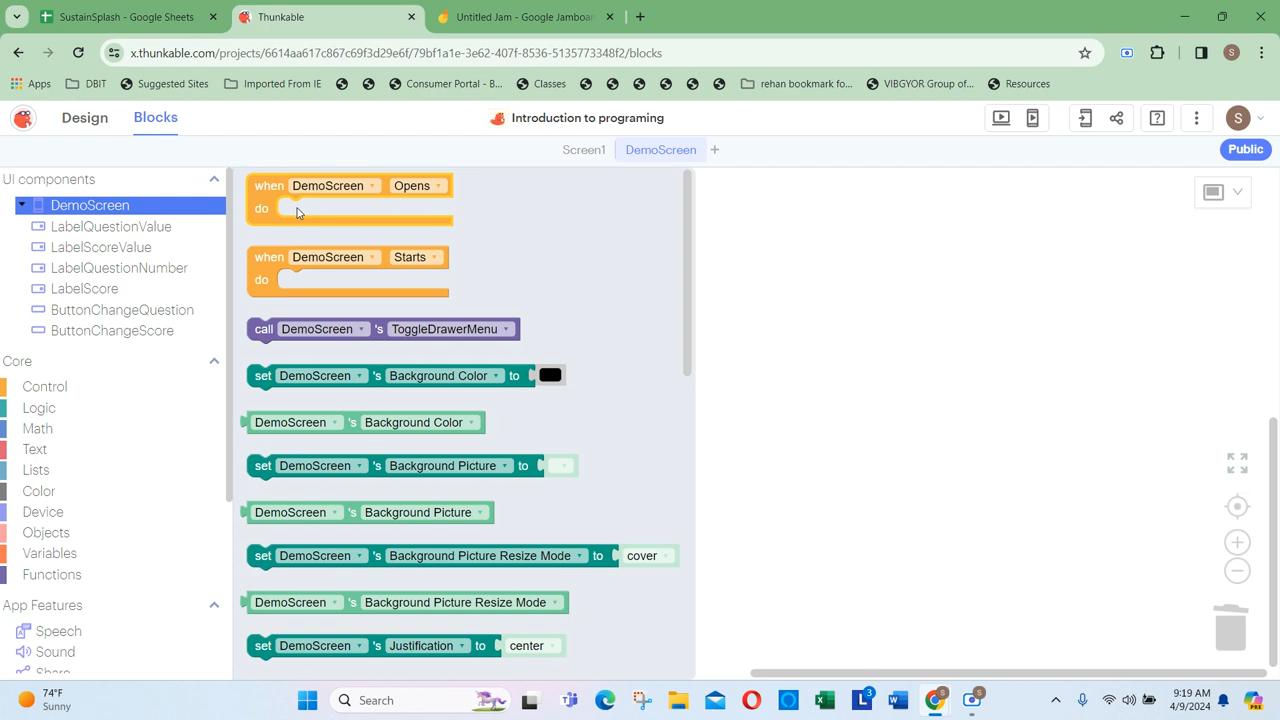 SustainSplash - Google Sheets
Thunkable
Untitled Jam - Google Jamboard
x.thunkable.com/projects/6614aa617c867c69f3d29e6f/79bf1a1e-3e62-407f-8536-5135773348f2/blocks
S
Apps
DBIT
Suggested Sites
Imported From IE
Consumer Portal - B...
Classes
rehan bookmark fo...
VIBGYOR Group of...
Resources
Design
Blocks
Introduction to programing
S
Screen1
DemoScreen
Public
UI components
DemoScreen
LabelQuestionValue
LabelScoreValue
LabelQuestionNumber
LabelScore
ButtonChangeQuestion
ButtonChangeScore
Core
Control
Logic
Math
Text
Lists
Color
Device
Objects
Variables
Functions
App Features
Speech
Sound
Share
when DemoScreen Opens
do
when DemoScreen Starts
do
call DemoScreen 's ToggleDrawerMenu
set DemoScreen 's Background Color to
DemoScreen 's Background Color
set DemoScreen 's Background Picture to
DemoScreen 's Background Picture
set DemoScreen 's Background Picture Resize Mode to cover
DemoScreen 's Background Picture Resize Mode
set DemoScreen 's Justification to center
74°F
Sunny
Search
3
S
S
9:19 AM
4/9/2024